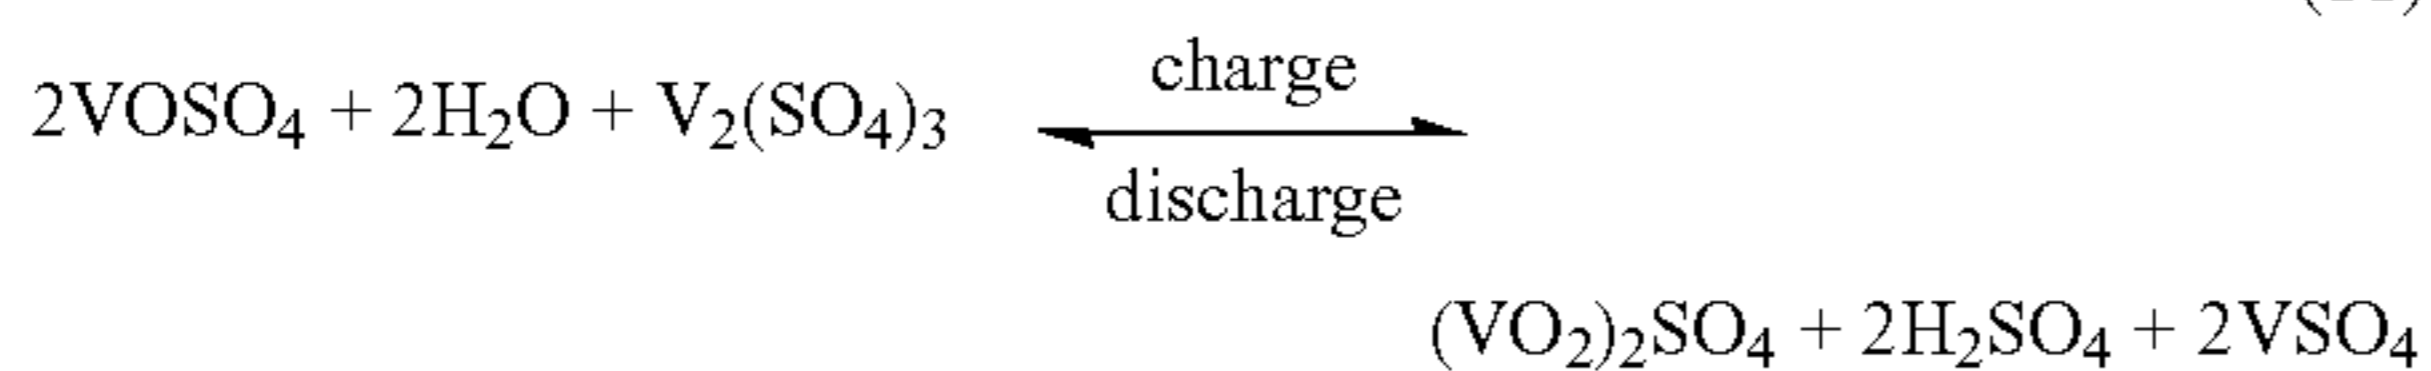 2VOSO₄ + 2H₂O + V₂(SO₄)₃
charge
discharge
(VO₂)₂SO₄ + 2H₂SO₄ + 2VSO₄